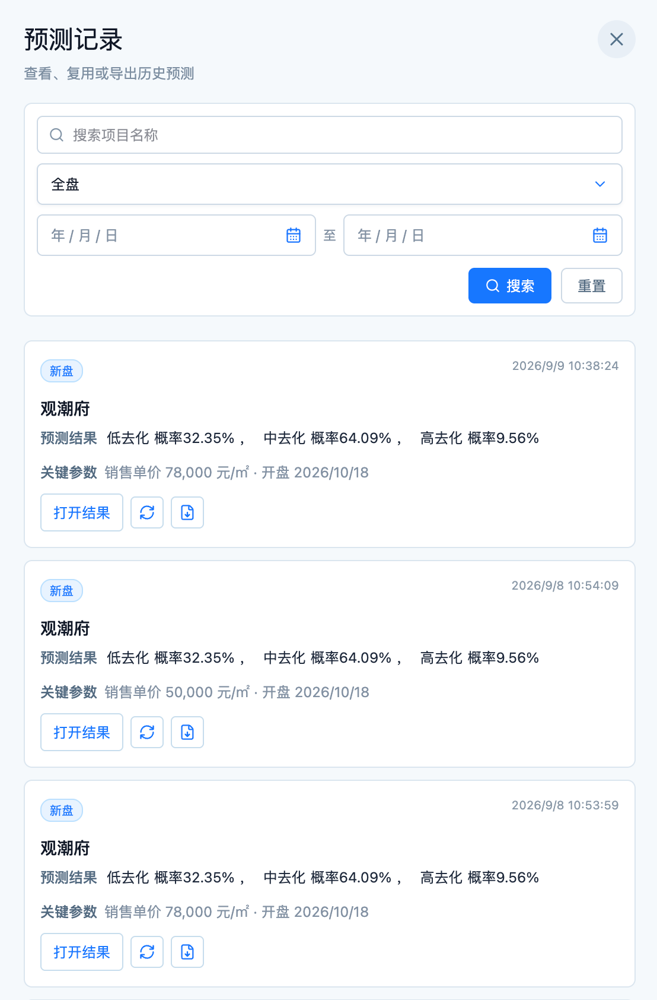 预测记录
查看、复用或导出历史预测
搜索项目名称
全盘
年 / 月 / 日 至 年 / 月 / 日
搜索 重置
新盘 2026/9/9 10:38:24
观潮府
预测结果 低去化 概率32.35% ， 中去化 概率64.09% ， 高去化 概率9.56%
关键参数 销售单价 78,000 元/㎡ · 开盘 2026/10/18
打开结果
新盘 2026/9/8 10:54:09
观潮府
预测结果 低去化 概率32.35% ， 中去化 概率64.09% ， 高去化 概率9.56%
关键参数 销售单价 50,000 元/㎡ · 开盘 2026/10/18
打开结果
新盘 2026/9/8 10:53:59
观潮府
预测结果 低去化 概率32.35% ， 中去化 概率64.09% ， 高去化 概率9.56%
关键参数 销售单价 78,000 元/㎡ · 开盘 2026/10/18
打开结果